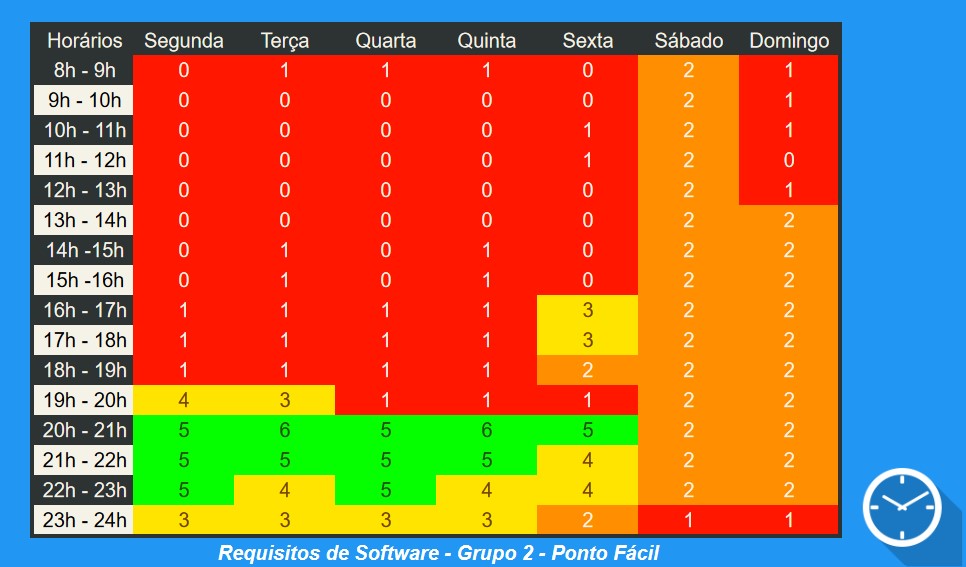 Horários Segunda Terça Quarta Quinta Sexta Sábado Domingo
8h - 9h 0 1 1 1 0 2 1
9h - 10h 0 0 0 0 0 2 1
10h - 11h 0 0 0 0 1 2 1
11h - 12h 0 0 0 0 1 2 0
12h - 13h 0 0 0 0 0 2 1
13h - 14h 0 0 0 0 0 2 2
14h -15h 0 1 0 1 0 2 2
15h -16h 0 1 0 1 0 2 2
16h - 17h 1 1 1 1 3 2 2
17h - 18h 1 1 1 1 3 2 2
18h - 19h 1 1 1 1 2 2 2
19h - 20h 4 3 1 1 1 2 2
20h - 21h 5 6 5 6 5 2 2
21h - 22h 5 5 5 5 4 2 2
22h - 23h 5 4 5 4 4 2 2
23h - 24h 3 3 3 3 2 1 1
Requisitos de Software - Grupo 2 - Ponto Fácil